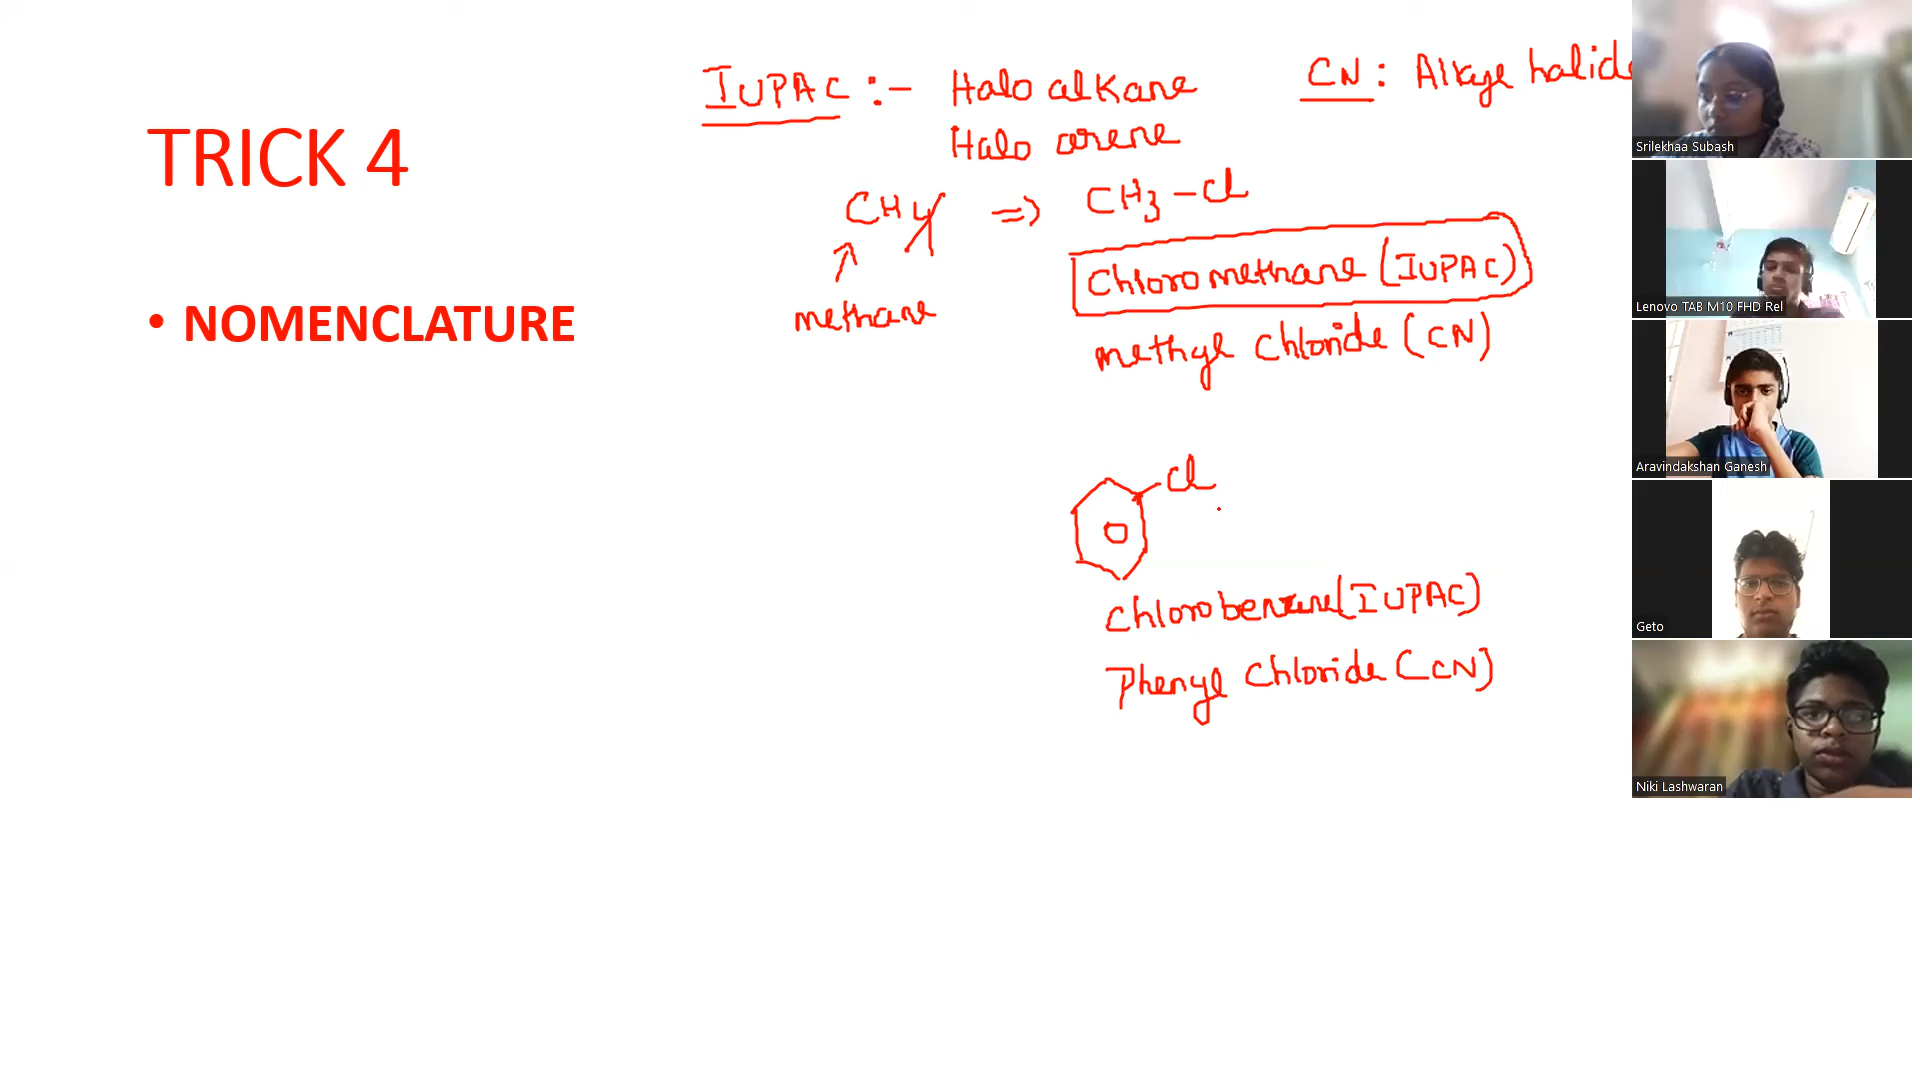 TRICK 4
• NOMENCLATURE
IUPAC :- Halo alkane
Halo arene
CN : Alkyl halide
CH4 => CH3-Cl
methane
Chloromethane (IUPAC)
methyl chloride (CN)
Cl
chlorobenzene (IUPAC)
Phenyl chloride (CN)
Srilekhaa Subash
Lenovo TAB M10 FHD Rel
Aravindakshan Ganesh
Geto
Niki Lashwaran